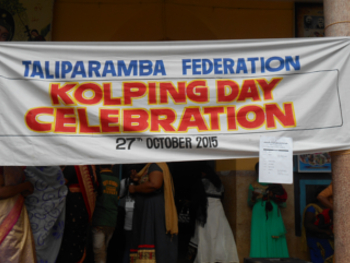 TALIPARAMBA FEDERATION
KOLPING DAY
CELEBRATION
27TH OCTOBER 2015